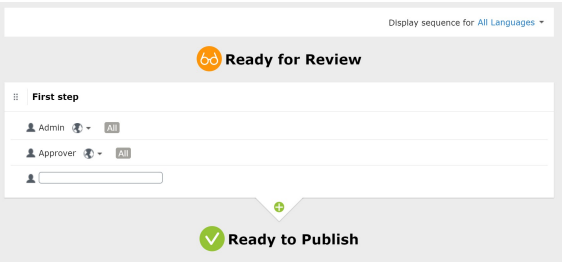 Display sequence for All Languages
Ready for Review
First step
Admin All
Approver All
Ready to Publish